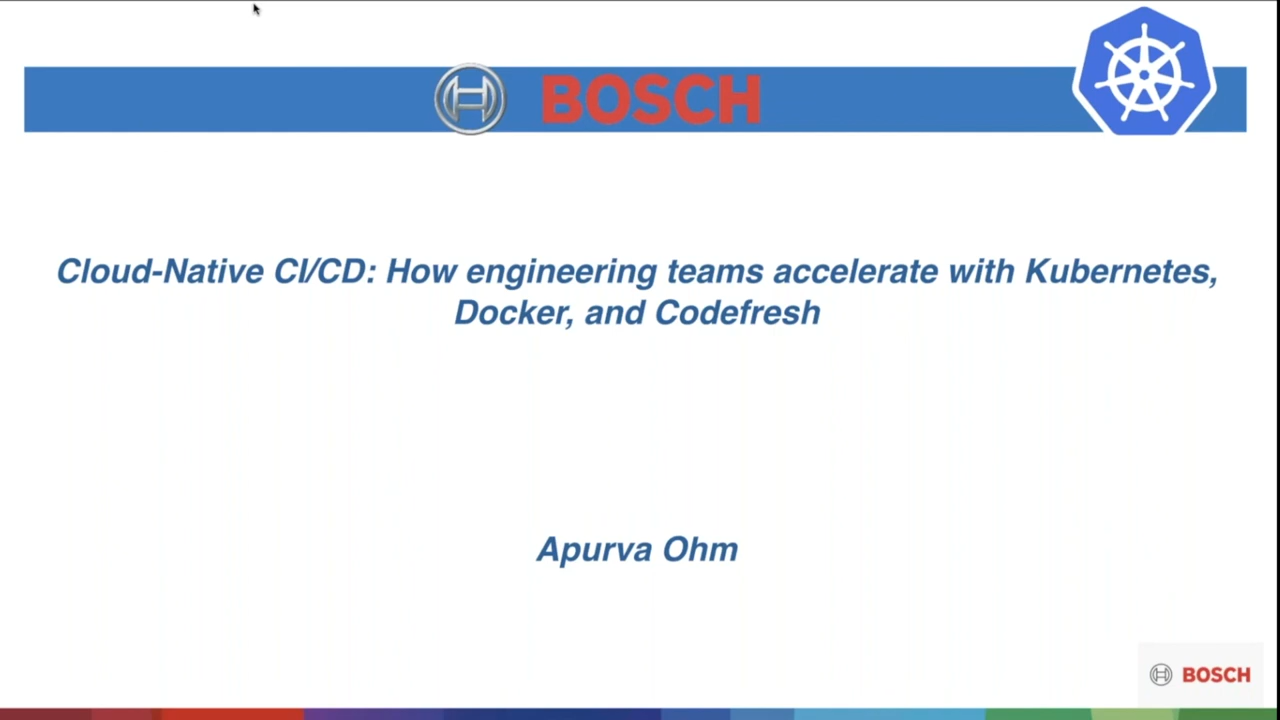 BOSCH
Cloud-Native CI/CD: How engineering teams accelerate with Kubernetes,
Docker, and Codefresh
Apurva Ohm
BOSCH